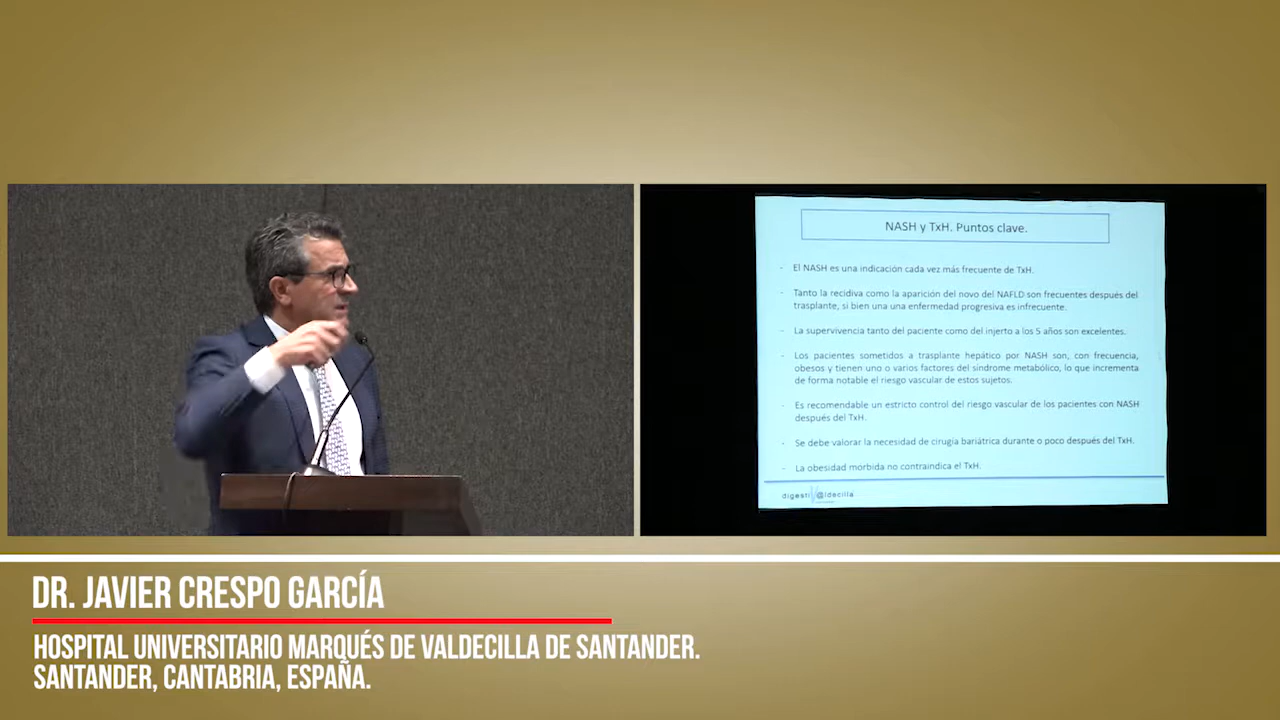 NASH y TxH. Puntos clave.
- El NASH es una indicación cada vez más frecuente de TxH.
- Tanto la recidiva como la aparición del novo del NAFLD son frecuentes después del
trasplante, si bien una una enfermedad progresiva es infrecuente.
- La supervivencia tanto del paciente como del injerto a los 5 años son excelentes.
- Los pacientes sometidos a trasplante hepático por NASH son, con frecuencia,
obesos y tienen uno o varios factores del síndrome metabólico, lo que incrementa
de forma notable el riesgo vascular de estos sujetos.
- Es recomendable un estricto control del riesgo vascular de los pacientes con NASH
después del TxH.
- Se debe valorar la necesidad de cirugía bariátrica durante o poco después del TxH.
- La obesidad morbida no contraindica el TxH.
digestiv@ldecilla
DR. JAVIER CRESPO GARCÍA
HOSPITAL UNIVERSITARIO MARQUÉS DE VALDECILLA DE SANTANDER.
SANTANDER, CANTABRIA, ESPAÑA.